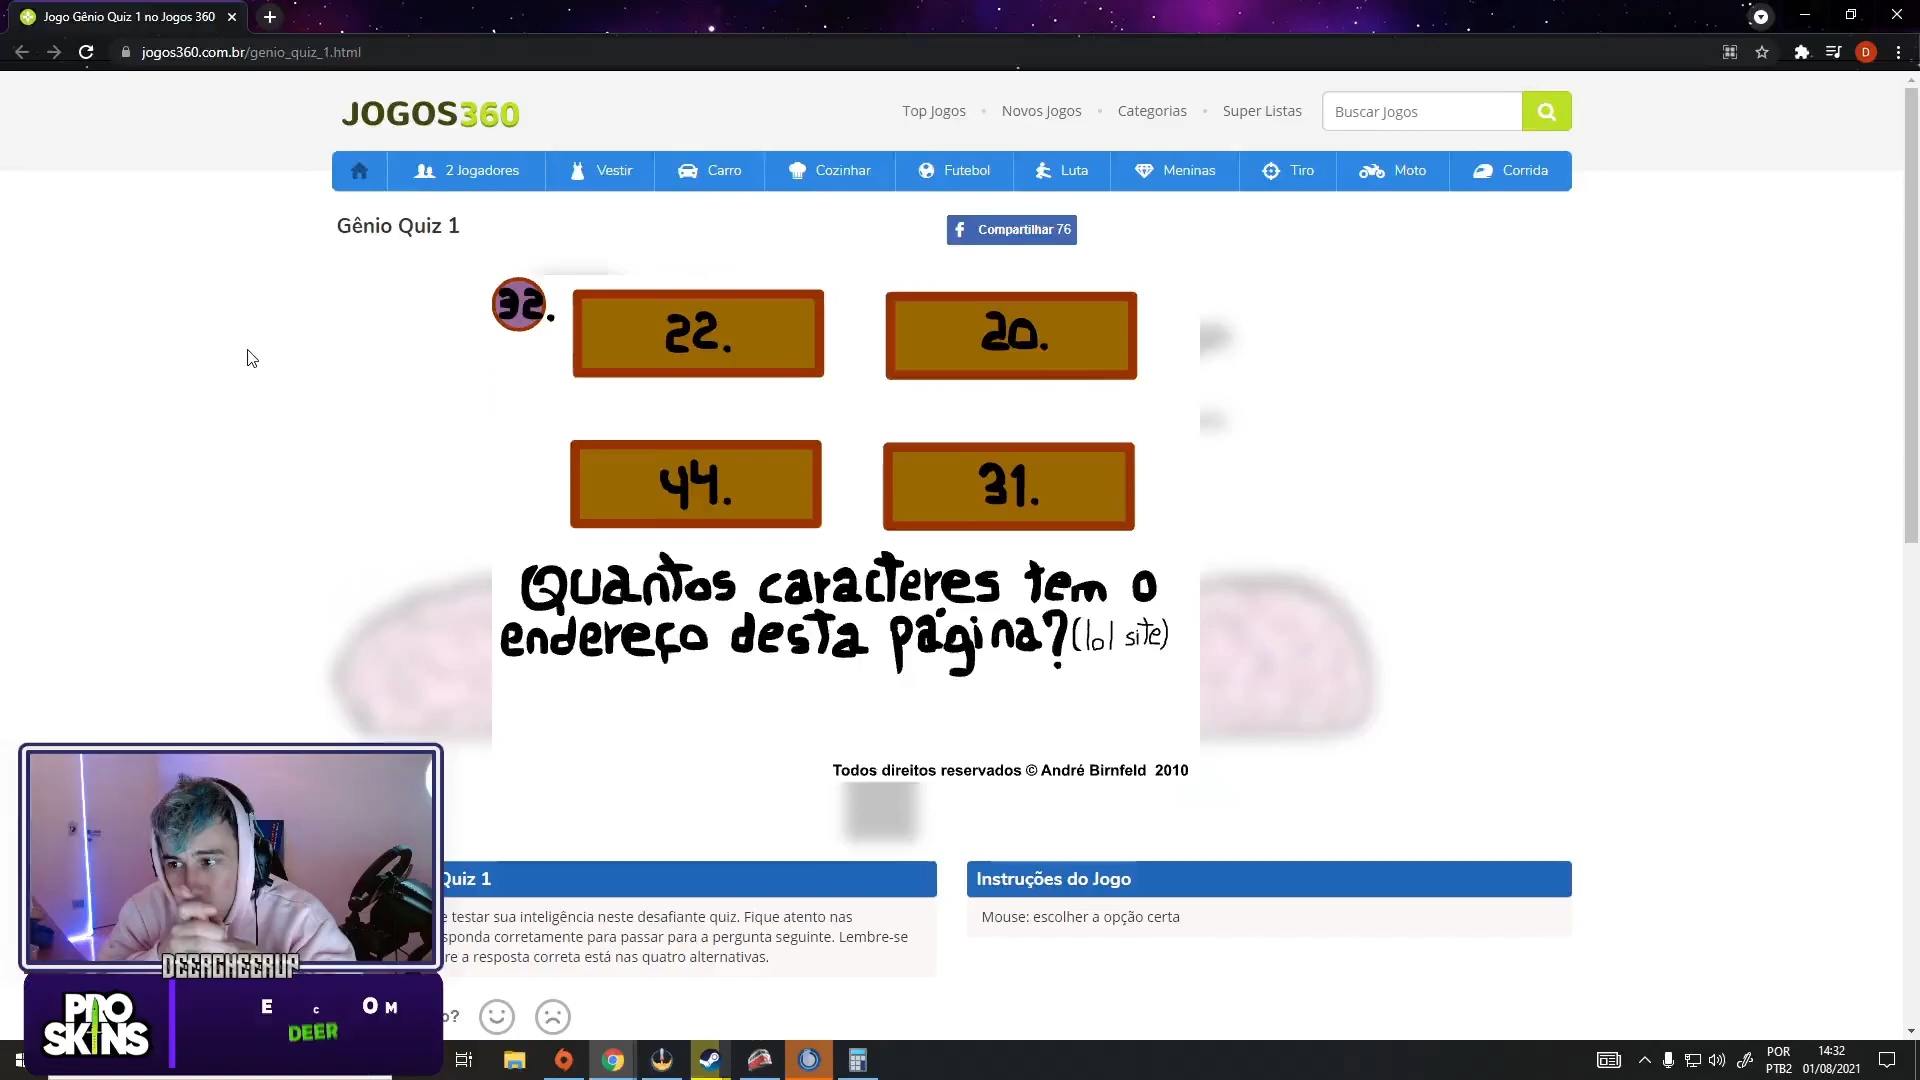 Jogo Gênio Quiz 1 no Jogos 360
jogos360.com.br/genio_quiz_1.html
D
JOGOS360
Top Jogos
Novos Jogos
Categorias
Super Listas
Buscar Jogos
2 Jogadores
Vestir
Carro
Cozinhar
Futebol
Luta
Meninas
Tiro
Moto
Corrida
Gênio Quiz 1
Compartilhar 76
32.
22.
20.
44.
31.
Quantos caracteres tem o
endereço desta página? (lol site)
Todos direitos reservados © André Birnfeld 2010
Quiz 1
testar sua inteligência neste desafiante quiz. Fique atento nas
sponda corretamente para passar para a pergunta seguinte. Lembre-se
re a resposta correta está nas quatro alternativas.
o?
Instruções do Jogo
Mouse: escolher a opção certa
DEERCHEERUP
PRO
SKINS
E C OM
DEER
POR
PTB2
14:32
01/08/2021